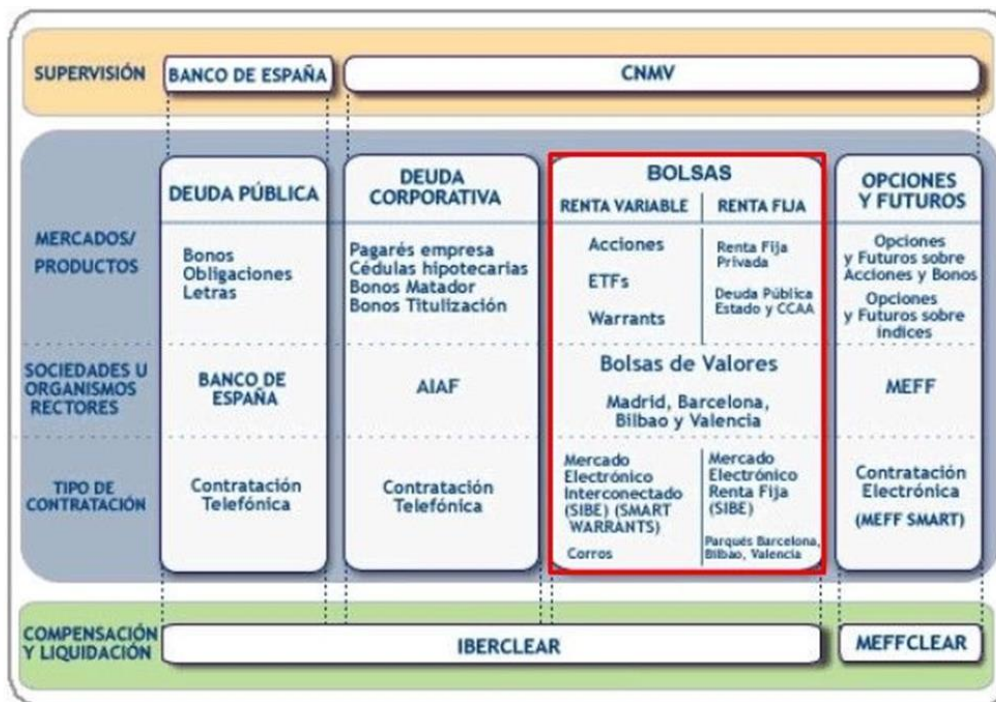 SUPERVISIÓN
BANCO DE ESPAÑA
CNMV
MERCADOS/
PRODUCTOS
DEUDA PÚBLICA
Bonos
Obligaciones
Letras
DEUDA
CORPORATIVA
Pagarés empresa
Cédulas hipotecarias
Bonos Matador
Bonos Titulización
BOLSAS
RENTA VARIABLE
Acciones
ETFs
Warrants
RENTA FIJA
Renta Fija
Privada
Deuda Pública
Estado y CCAA
OPCIONES
Y FUTUROS
Opciones
y Futuros sobre
Acciones y Bonos
Opciones
y Futuros sobre
índices
SOCIEDADES U
ORGANISMOS
RECTORES
BANCO DE
ESPAÑA
AIAF
Bolsas de Valores
Madrid, Barcelona,
Bilbao y Valencia
MEFF
TIPO DE
CONTRATACIÓN
Contratación
Telefónica
Contratación
Telefónica
Mercado
Electrónico
Interconectado
(SIBE) (SMART
WARRANTS)
Corros
Mercado
Electrónico
Renta Fija
(SIBE)
Parqués Barcelona,
Bilbao, Valencia
Contratación
Electrónica
(MEFF SMART)
COMPENSACIÓN
Y LIQUIDACIÓN
IBERCLEAR
MEFFCLEAR